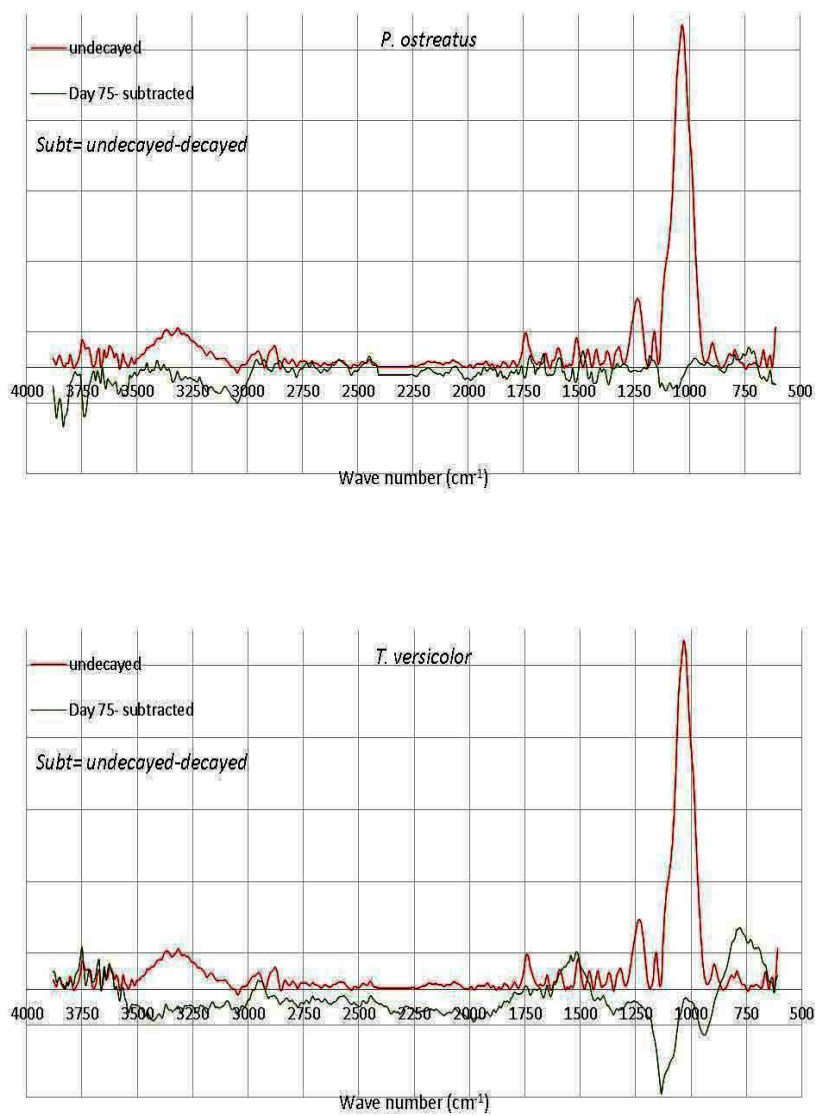 P. ostreatus
undecayed
Day 75- subtracted
Subt= undecayed-decayed
4000 3750 3500 3250 3000 2750 2500 2250 2000 1750 1500 1250 1000 750 500
Wave number (cm-1)
T. versicolor
undecayed
Day 75- subtracted
Subt= undecayed-decayed
4000 3750 3500 3250 3000 2750 2500 2250 2000 1750 1500 1250 1000 750 500
Wave number (cm-1)